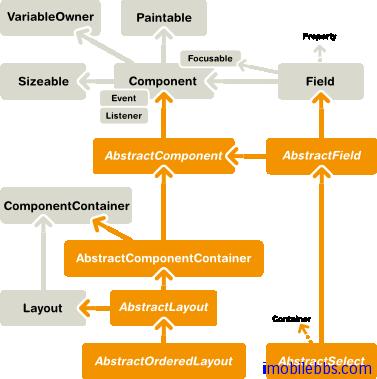 VariableOwner
Paintable
Property
Focusable
Sizeable
Component
Field
Event
Listener
AbstractComponent
AbstractField
ComponentContainer
AbstractComponentContainer
Layout
AbstractLayout
Container
AbstractOrderedLayout
AbstractSelect
imobilebbs.com